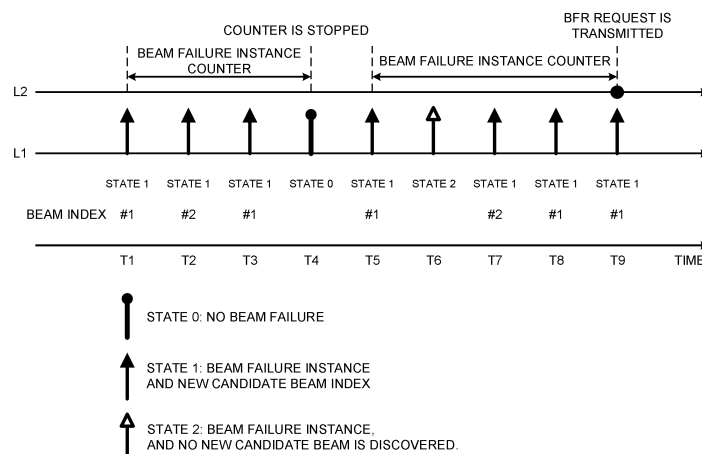 COUNTER IS STOPPED
BFR REQUEST IS
TRANSMITTED
BEAM FAILURE INSTANCE
COUNTER
BEAM FAILURE INSTANCE COUNTER
L2
L1
STATE 1 STATE 1 STATE 1 STATE 0 STATE 1 STATE 2 STATE 1 STATE 1 STATE 1
BEAM INDEX #1 #2 #1 #1 #2 #1 #1
T1 T2 T3 T4 T5 T6 T7 T8 T9 TIME
STATE 0: NO BEAM FAILURE
STATE 1: BEAM FAILURE INSTANCE
AND NEW CANDIDATE BEAM INDEX
STATE 2: BEAM FAILURE INSTANCE,
AND NO NEW CANDIDATE BEAM IS DISCOVERED.